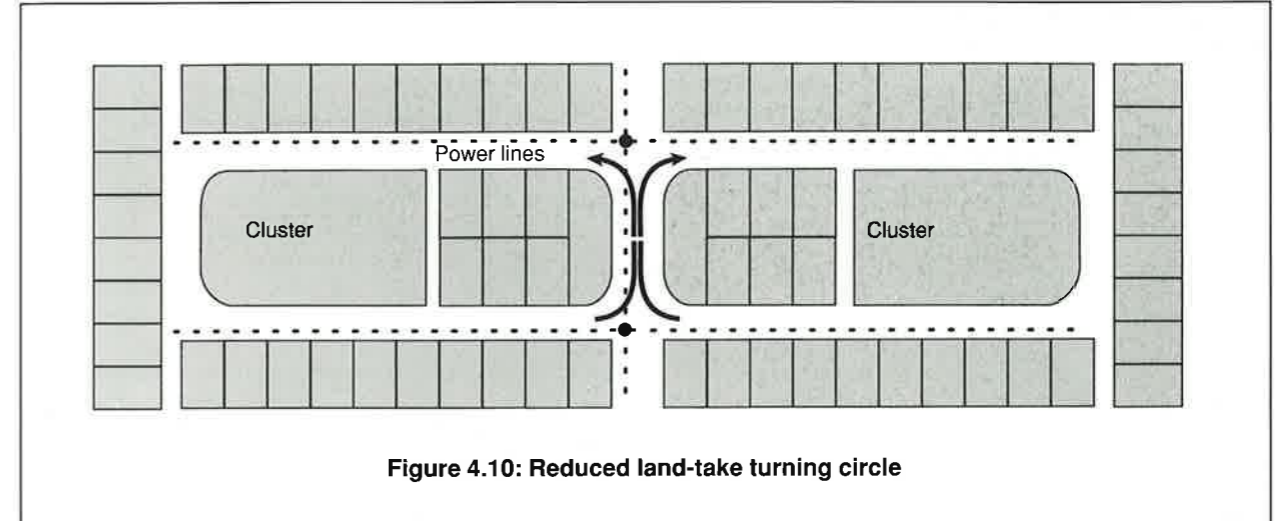 Power lines
Cluster
Cluster
Figure 4.10: Reduced land-take turning circle